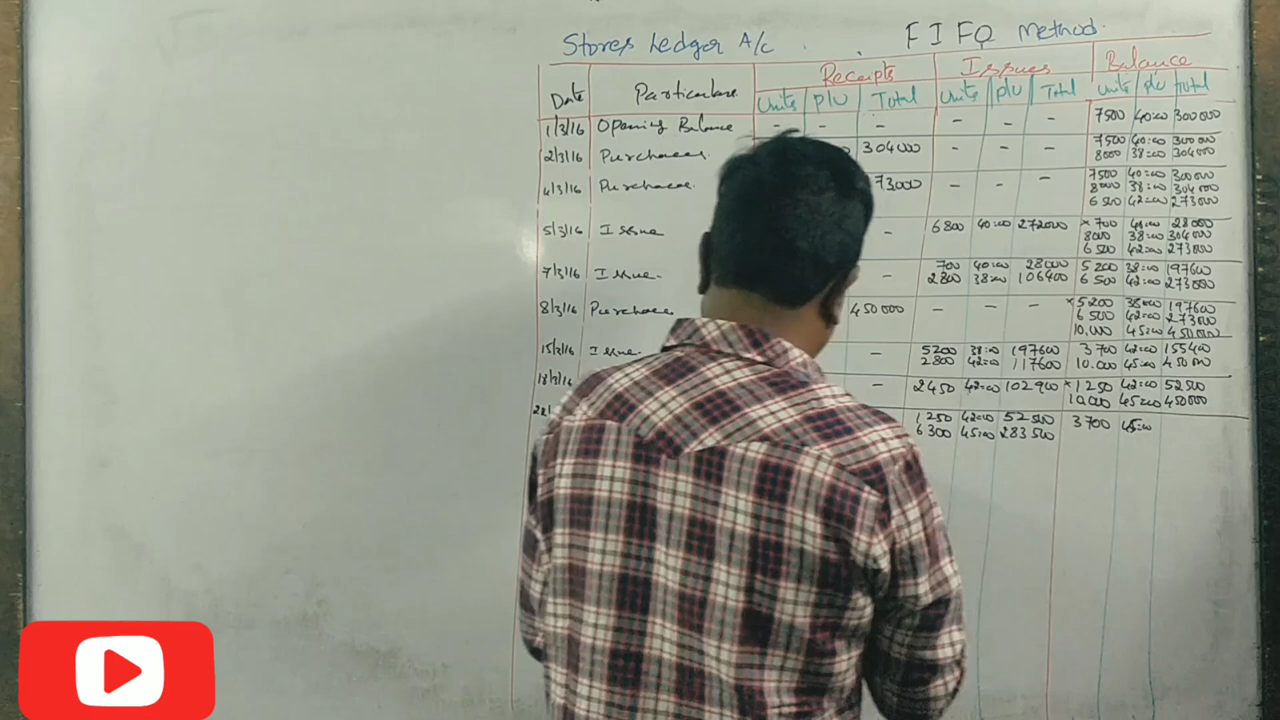 Stores Ledger A/c . . FIFO Method.
Date Particulars Receipts Issues Balance
Units P/U Total Units P/U Total Units P/U Total
1/3/16 Opening Balance - - - - - - 7500 40=00 300000
2/3/16 Purchases. 304000 - - - 7500 40=00 300000
8000 38=00 304000
4/3/16 Purchases. 73000 - - - 7500 40=00 300000
8000 38=00 304000
6500 42=00 273000
5/3/16 Issue - 6800 40=00 272000 * 700 40=00 28000
8000 38=00 304000
6500 42=00 273000
7/3/16 Issue. - 700 40=00 28000 5200 38=00 197600
2800 38=00 106400 6500 42=00 273000
8/3/16 Purchase 450000 - - - *5200 38=00 197600
6500 42=00 273000
10,000 45=00 450000
15/3/16 Issue. - 5200 38=00 197600 3700 42=00 155400
2800 42=00 117600 10,000 45=00 450000
18/3/16 - 2450 42=00 102900 *1250 42=00 52500
10,000 45=00 450000
1250 42=00 52500 3700 45=00
6300 45=00 283500